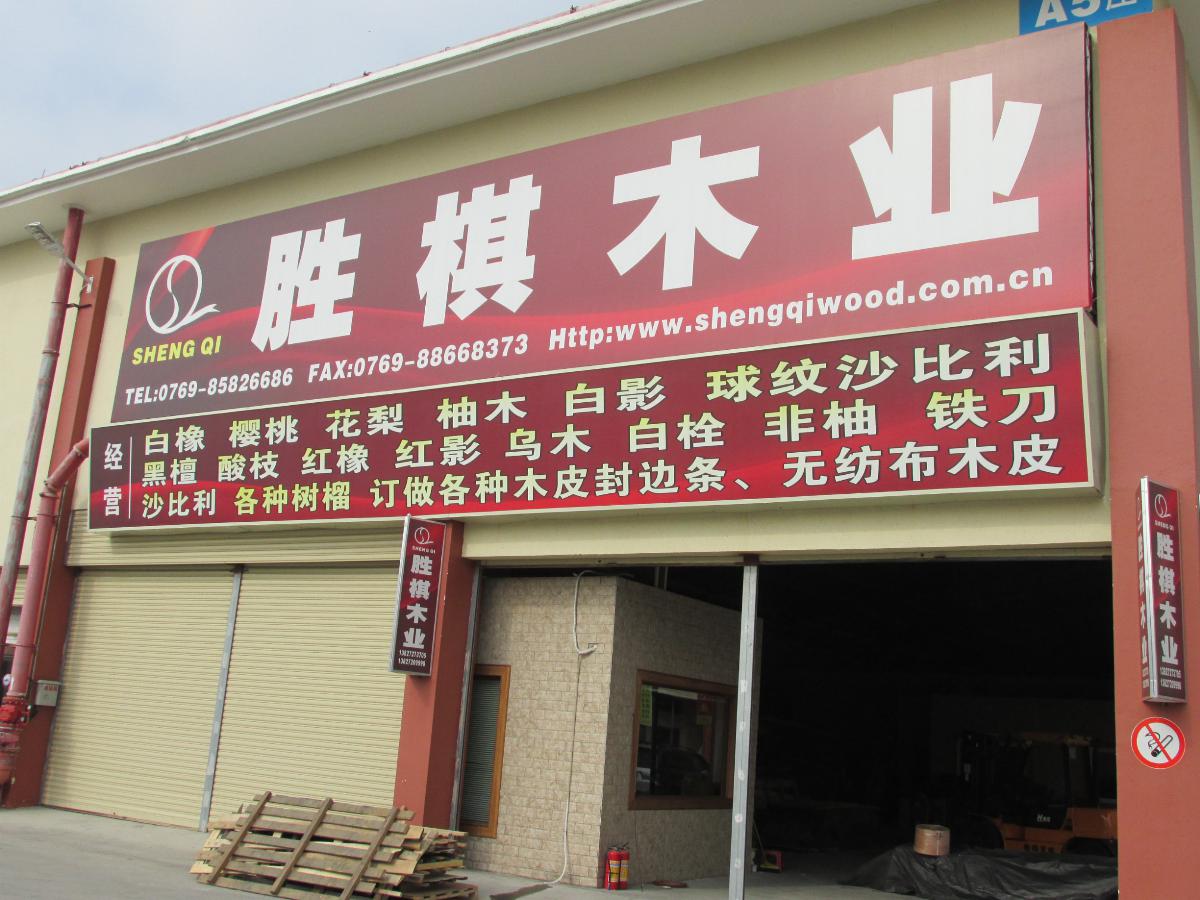 A5
胜棋木业
SHENG QI
TEL:0769-85826686 FAX:0769-88668373 Http:www.shengqiwood.com.cn
经营
白橡 樱桃 花梨 柚木 白影 球纹沙比利
黑檀 酸枝 红橡 红影 乌木 白栓 非柚 铁刀
沙比利 各种树榴 订做各种木皮封边条、无纺布木皮
SHENG QI
胜棋木业
胜棋木业